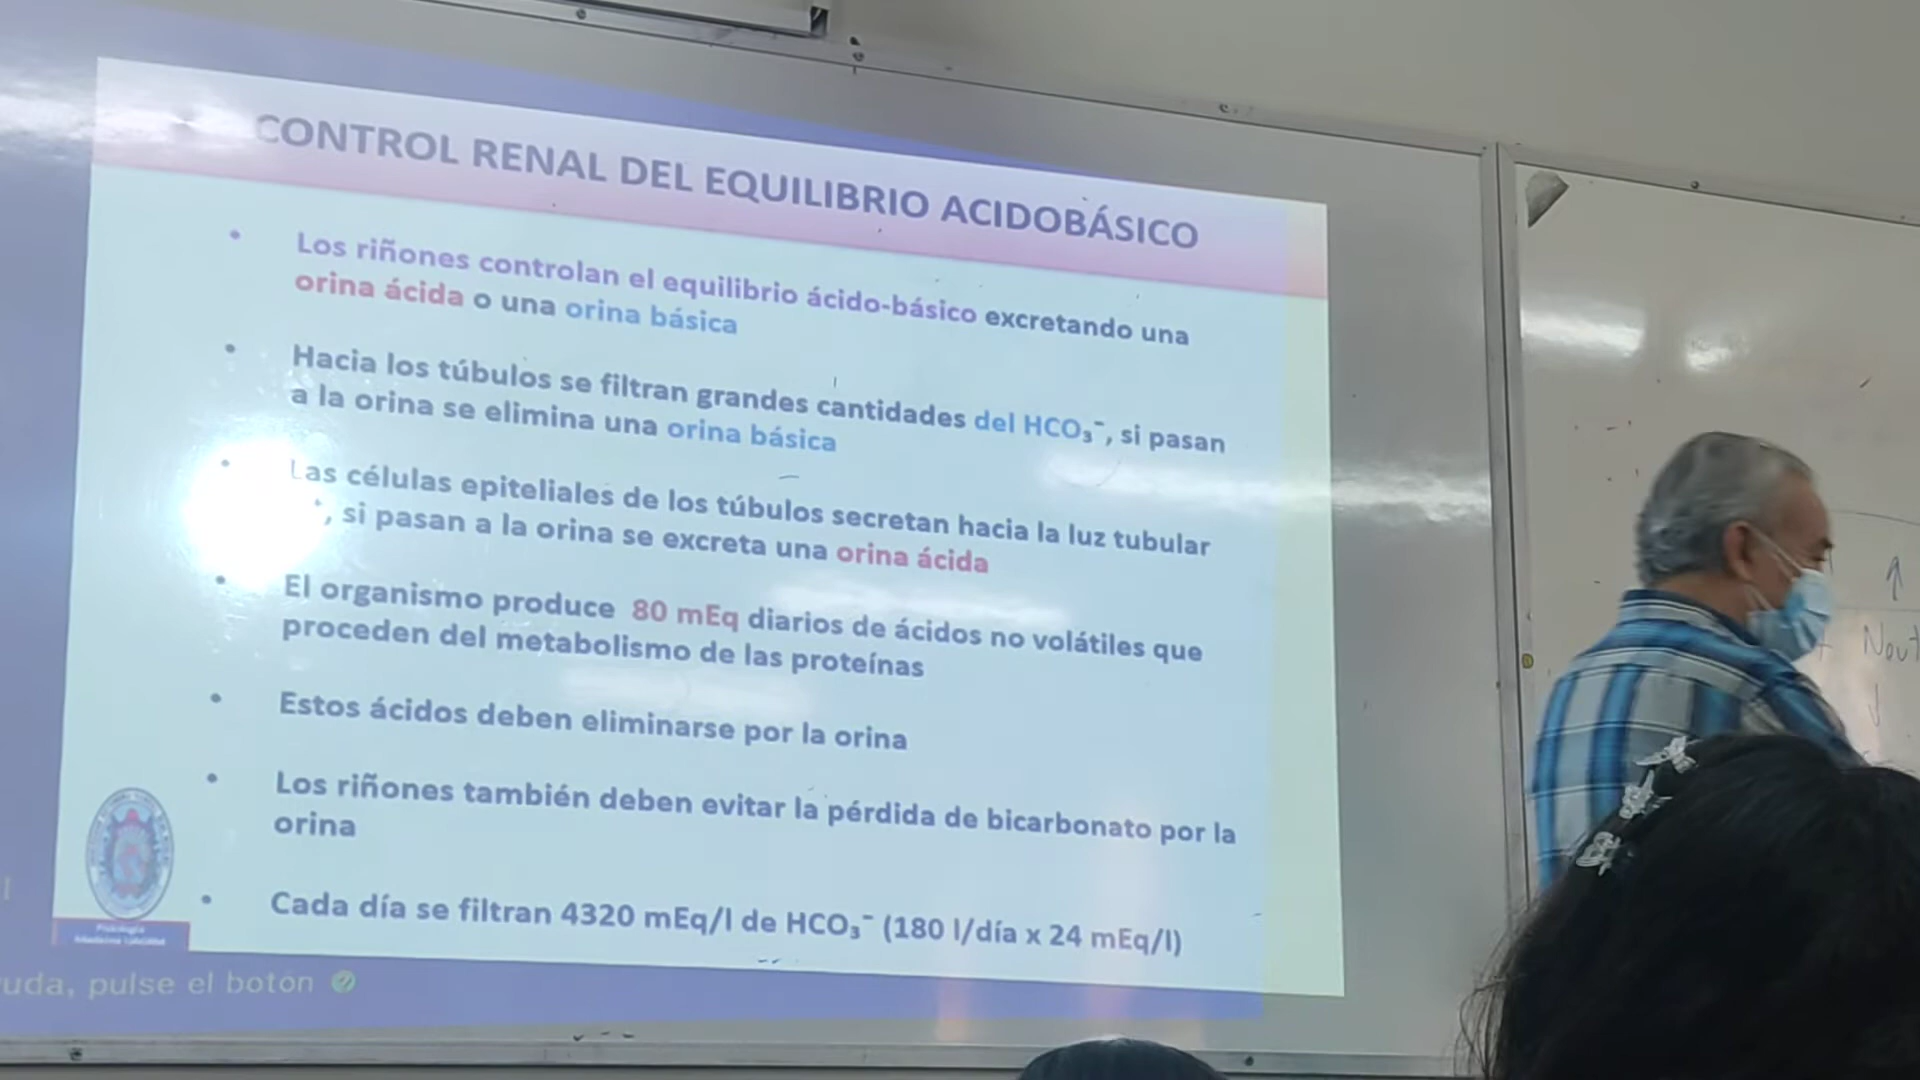 CONTROL RENAL DEL EQUILIBRIO ACIDOBÁSICO
• Los riñones controlan el equilibrio ácido-básico excretando una
orina ácida o una orina básica
• Hacia los túbulos se filtran grandes cantidades del HCO₃⁻, si pasan
a la orina se elimina una orina básica
• Las células epiteliales de los túbulos secretan hacia la luz tubular
⁺, si pasan a la orina se excreta una orina ácida
• El organismo produce 80 mEq diarios de ácidos no volátiles que
proceden del metabolismo de las proteínas
• Estos ácidos deben eliminarse por la orina
• Los riñones también deben evitar la pérdida de bicarbonato por la
orina
• Cada día se filtran 4320 mEq/l de HCO₃⁻ (180 l/día x 24 mEq/l)
uda, pulse el boton
Neut